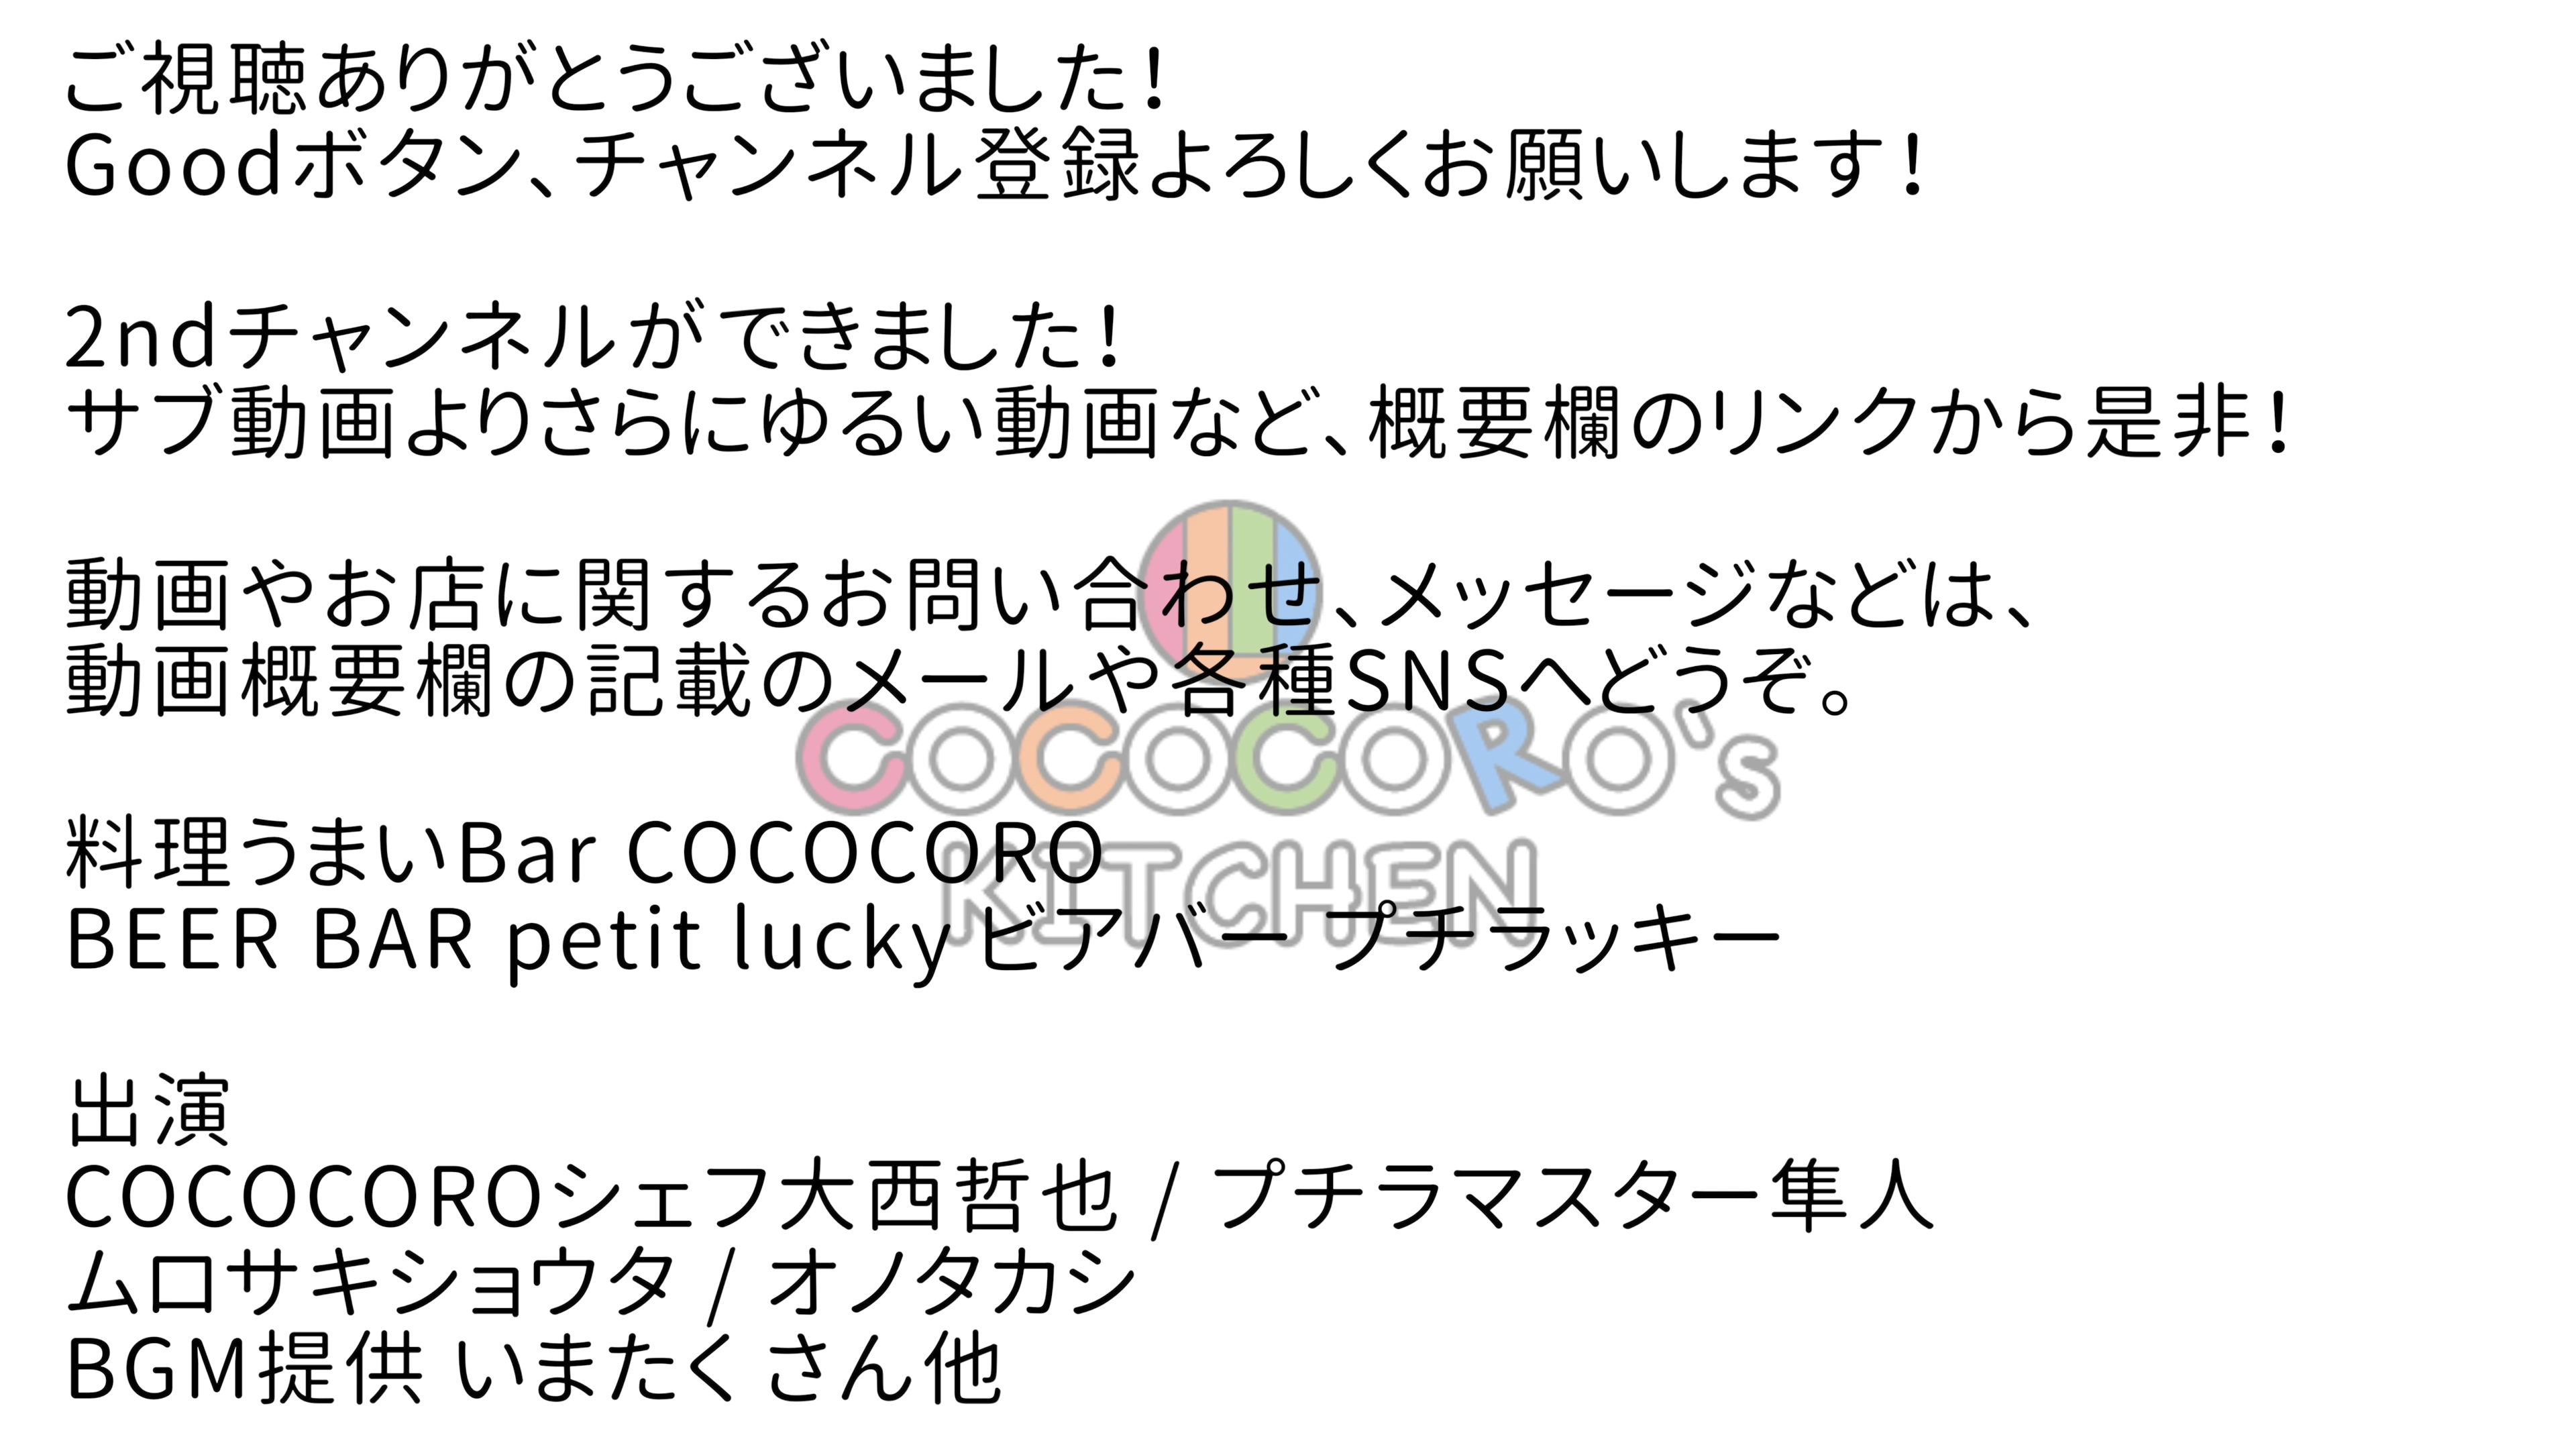 ご視聴ありがとうございました!
Goodボタン、チャンネル登録よろしくお願いします!
2ndチャンネルができました!
サブ動画よりさらにゆるい動画など、概要欄のリンクから是非!
動画やお店に関するお問い合わせ、メッセージなどは、
動画概要欄の記載のメールや各種SNSへどうぞ。
COCOCORO's
KITCHEN
料理うまいBar COCOCORO
BEER BAR petit lucky ビアバー プチラッキー
出演
COCOCOROシェフ大西哲也 / プチラマスター隼人
ムロサキショウタ / オノタカシ
BGM提供 いまたく さん他